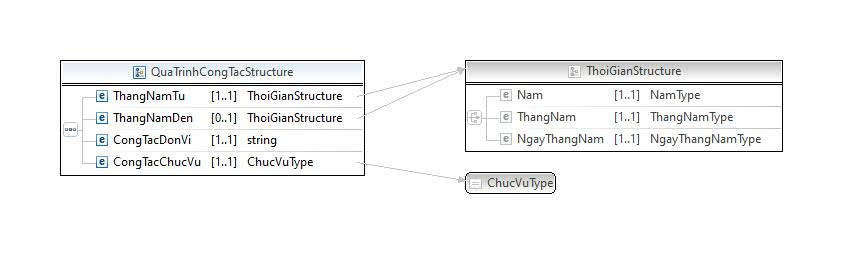 QuaTrinhCongTacStructure
ThangNamTu [1..1] ThoiGianStructure
ThangNamDen [0..1] ThoiGianStructure
CongTacDonVi [1..1] string
CongTacChucVu [1..1] ChucVuType
ThoiGianStructure
Nam [1..1] NamType
ThangNam [1..1] ThangNamType
NgayThangNam [1..1] NgayThangNamType
ChucVuType